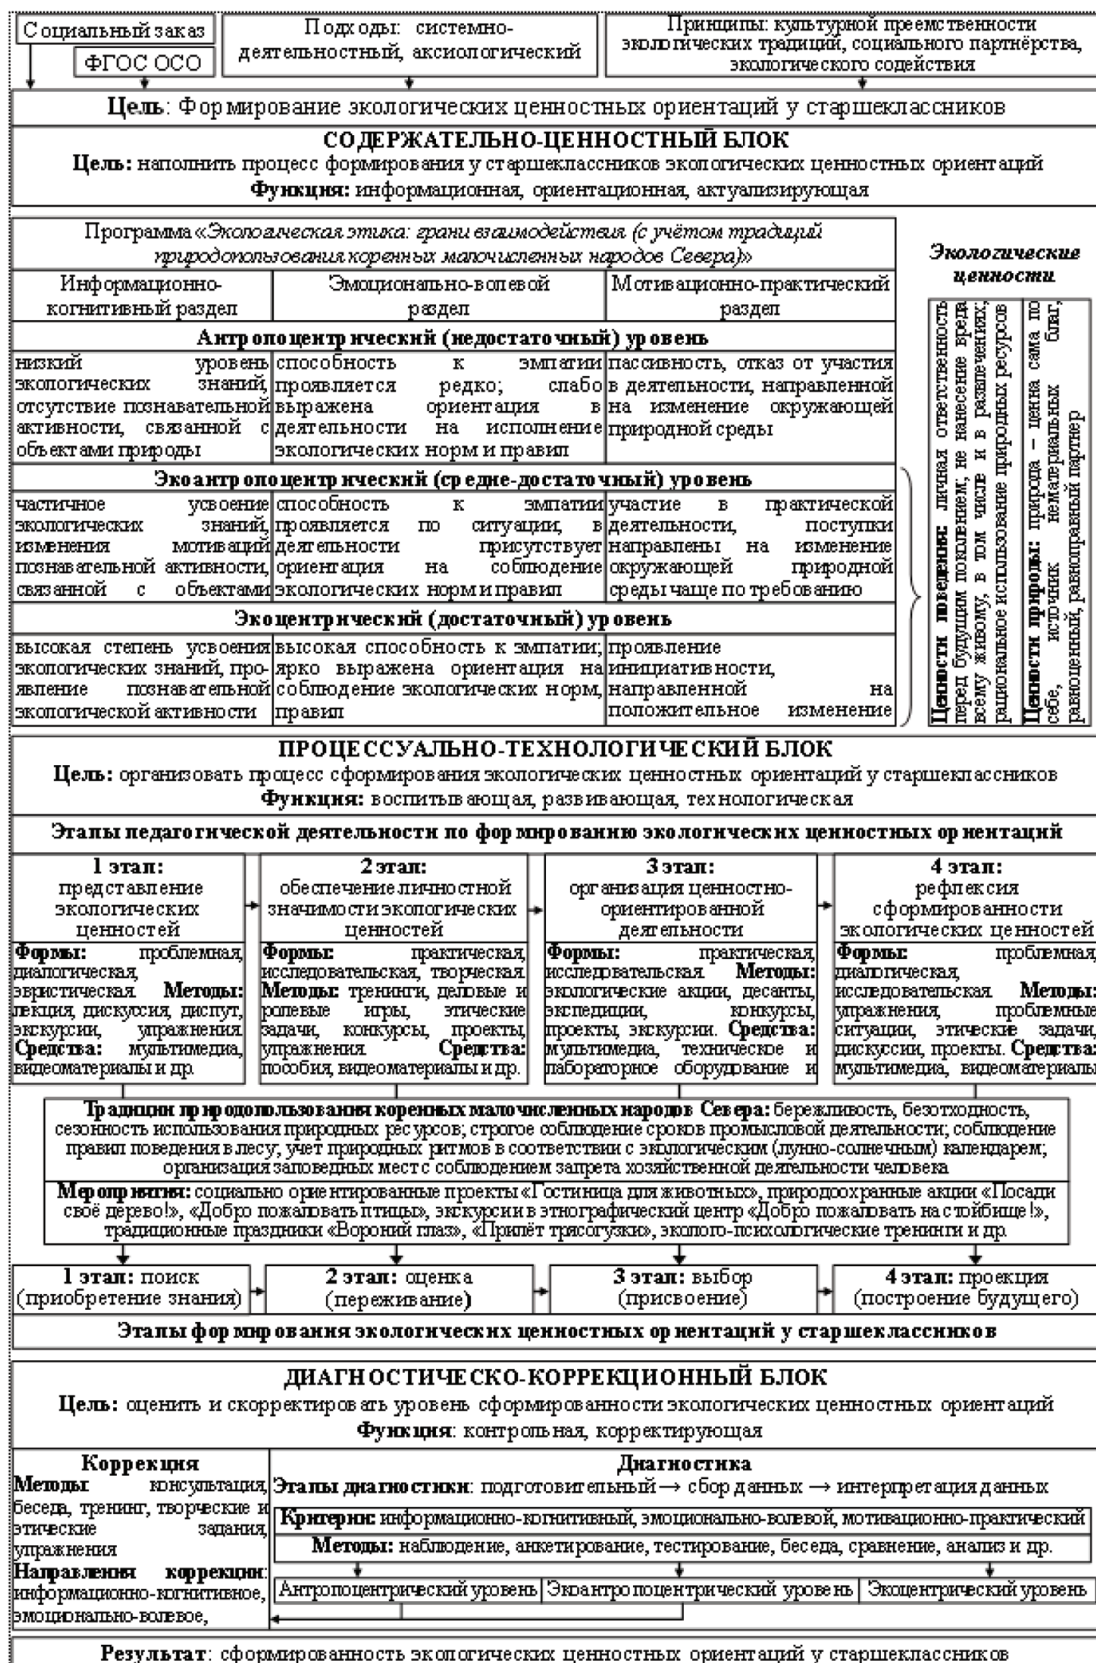 Социальный заказ
ФГОС ОСО
Подходы: системно-
деятельностный, аксиологический
Принципы: культурной преемственности
экологических традиций, социального партнёрства,
экологического содействия
Цель: Формирование экологических ценностных ориентаций у старшеклассников
СОДЕРЖАТЕЛЬНО-ЦЕННОСТНЫЙ БЛОК
Цель: наполнить процесс формирования у старшеклассников экологических ценностных ориентаций
Функция: информационная, ориентационная, актуализирующая
Программа «Экологическая этика: грани взаимодействия (с учётом традиций
природопользования коренных малочисленных народов Севера)»
Информационно-
когнитивный раздел
Эмоционально-волевой
раздел
Мотивационно-практический
раздел
Антропоцентрический (недостаточный) уровень
низкий уровень
экологических знаний,
отсутствие познавательной
активности, связанной с
объектами природы
способность к эмпатии
проявляется редко; слабо
выражена ориентация в
деятельности на исполнение
экологических норм и правил
пассивность, отказ от участия
в деятельности, направленной
на изменение окружающей
природной среды
Экоантропоцентрический (средне-достаточный) уровень
частичное усвоение
экологических знаний,
изменения мотиваций
познавательной активности,
связанной с объектами
способность к эмпатии
проявляется по ситуации, в
деятельности присутствует
ориентация на соблюдение
экологических норм и правил
участие в практической
деятельности, поступки
направлены на изменение
окружающей природной
среды чаще по требованию
Экоцентрический (достаточный) уровень
высокая степень усвоения
экологических знаний, про-
явление познавательной
экологической активности
высокая способность к эмпатии;
ярко выражена ориентация на
соблюдение экологических норм,
правил
проявление
инициативности,
направленной на
положительное изменение
Экологические
ценности
Ценности поведения: личная ответственность
перед будущим поколением; не нанесение вреда
всему живому, в том числе и в развлечениях;
рациональное использование природных ресурсов
Ценности природы: природа – ценна сама по
себе, источник нематериальных благ,
равноценный, равноправный партнер
ПРОЦЕССУАЛЬНО-ТЕХНОЛОГИЧЕСКИЙ БЛОК
Цель: организовать процесс сформирования экологических ценностных ориентаций у старшеклассников
Функция: воспитывающая, развивающая, технологическая
Этапы педагогической деятельности по формированию экологических ценностных ориентаций
1 этап:
представление
экологических
ценностей
2 этап:
обеспечение личностной
значимости экологических
ценностей
3 этап:
организация ценностно-
ориентированной
деятельности
4 этап:
рефлексия
сформированности
экологических ценностей
Формы: проблемная,
диалогическая,
эвристическая. Методы:
лекция, дискуссия, диспут,
экскурсии, упражнения.
Средства: мультимедиа,
видеоматериалы и др.
Формы: практическая,
исследовательская, творческая.
Методы: тренинги, деловые и
ролевые игры, этические
задачи, конкурсы, проекты,
упражнения. Средства:
пособия, видеоматериалы и др.
Формы: практическая,
исследовательская. Методы:
экологические акции, десанты,
экспедиции, конкурсы,
проекты, экскурсии. Средства:
мультимедиа, техническое и
лабораторное оборудование и
Формы: проблемная,
диалогическая,
исследовательская. Методы:
упражнения, проблемные
ситуации, этические задачи,
дискуссии, проекты. Средства:
мультимедиа, видеоматериалы
Традиции природопользования коренных малочисленных народов Севера: бережливость, безотходность,
сезонность использования природных ресурсов; строгое соблюдение сроков промысловой деятельности; соблюдение
правил поведения в лесу; учет природных ритмов в соответствии с экологическим (лунно-солнечным) календарем;
организация заповедных мест с соблюдением запрета хозяйственной деятельности человека
Мероприятия: социально ориентированные проекты «Гостиница для животных», природоохранные акции «Посади
своё дерево!», «Добро пожаловать птицы», экскурсии в этнографический центр «Добро пожаловать на стойбище!»,
традиционные праздники «Вороний глаз», «Прилёт трясогузки», эколого-психологические тренинги и др.
1 этап: поиск
(приобретение знания)
2 этап: оценка
(переживание)
3 этап: выбор
(присвоение)
4 этап: проекция
(построение будущего)
Этапы формирования экологических ценностных ориентаций у старшеклассников
ДИАГНОСТИЧЕСКО-КОРРЕКЦИОННЫЙ БЛОК
Цель: оценить и скорректировать уровень сформированности экологических ценностных ориентаций
Функция: контрольная, корректирующая
Коррекция
Методы: консультация,
беседа, тренинг, творческие и
этические задания,
упражнения
Направления коррекции:
информационно-когнитивное,
эмоционально-волевое,
Диагностика
Этапы диагностики: подготовительный → сбор данных → интерпретация данных
Критерии: информационно-когнитивный, эмоционально-волевой, мотивационно-практический
Методы: наблюдение, анкетирование, тестирование, беседа, сравнение, анализ и др.
Антропоцентрический уровень
Экоантропоцентрический уровень
Экоцентрический уровень
Результат: сформированность экологических ценностных ориентаций у старшеклассников